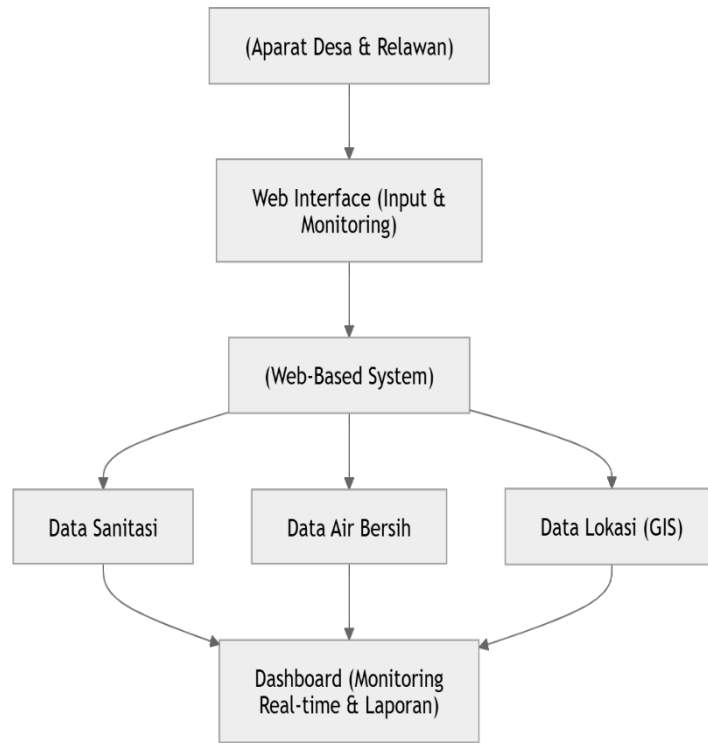 (Aparat Desa & Relawan)
Web Interface (Input &
Monitoring)
(Web-Based System)
Data Sanitasi
Data Air Bersih
Data Lokasi (GIS)
Dashboard (Monitoring
Real-time & Laporan)